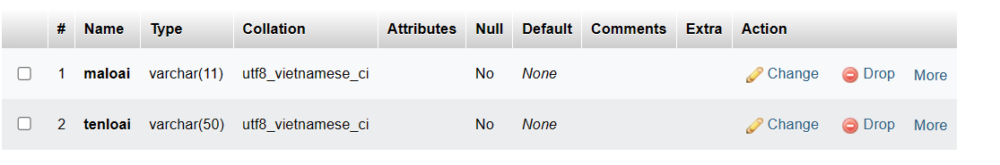 # Name Type Collation Attributes Null Default Comments Extra Action
1 maloai varchar(11) utf8_vietnamese_ci No None Change Drop More
2 tenloai varchar(50) utf8_vietnamese_ci No None Change Drop More